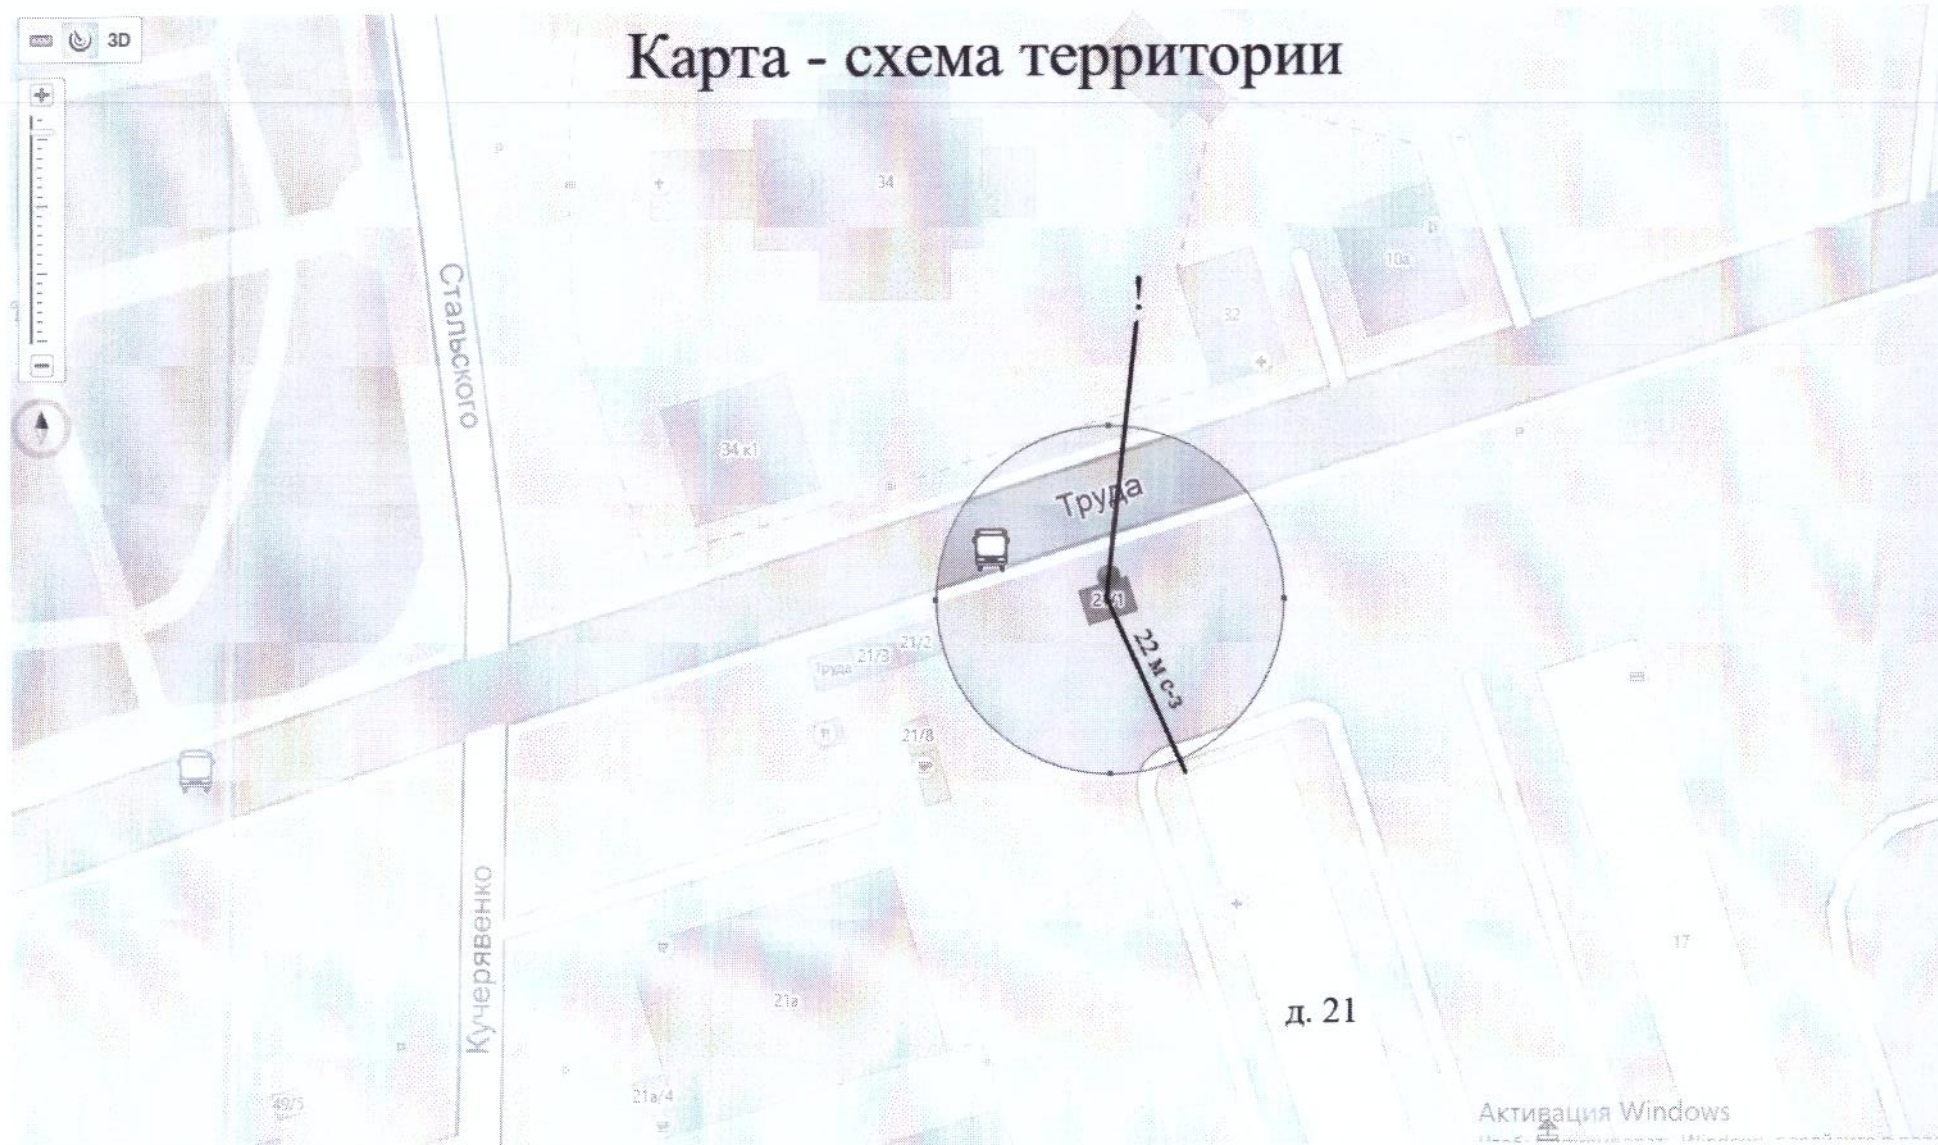 3D
Карта - схема территории
34
10а
Стальского
!
32
34 к1
Труда
22 м с-з
21/2
21/3
Труда
21/8
Кучерявенко
17
21а
д. 21
49/5
21а/4
Активация Windows